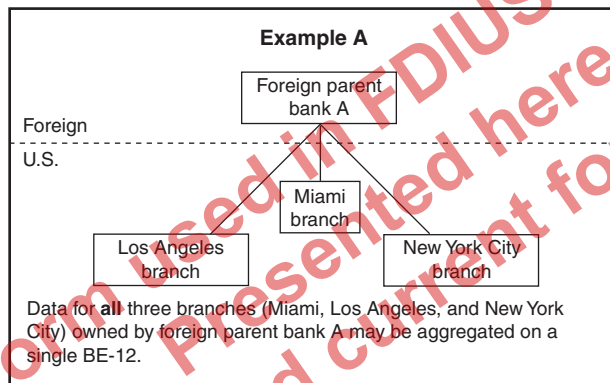 Example A
Foreign parent
bank A
Foreign
U.S.
Miami
branch
Los Angeles
branch
New York City
branch
Data for all three branches (Miami, Los Angeles, and New York
City) owned by foreign parent bank A may be aggregated on a
single BE-12.
orm used in FDIUS
Presented here
d current fo